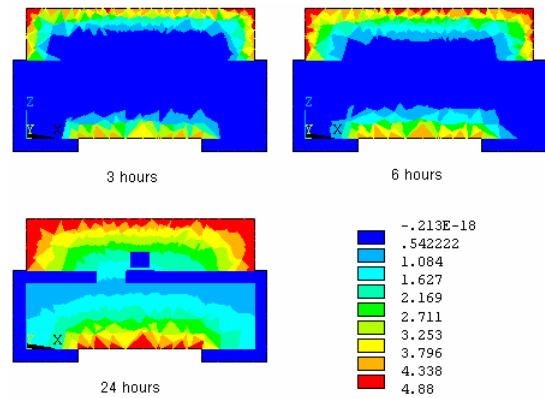 Z
Y X
Z
Y X
3 hours
6 hours
Y X
24 hours
-.213E-18
.542222
1.084
1.627
2.169
2.711
3.253
3.796
4.338
4.88